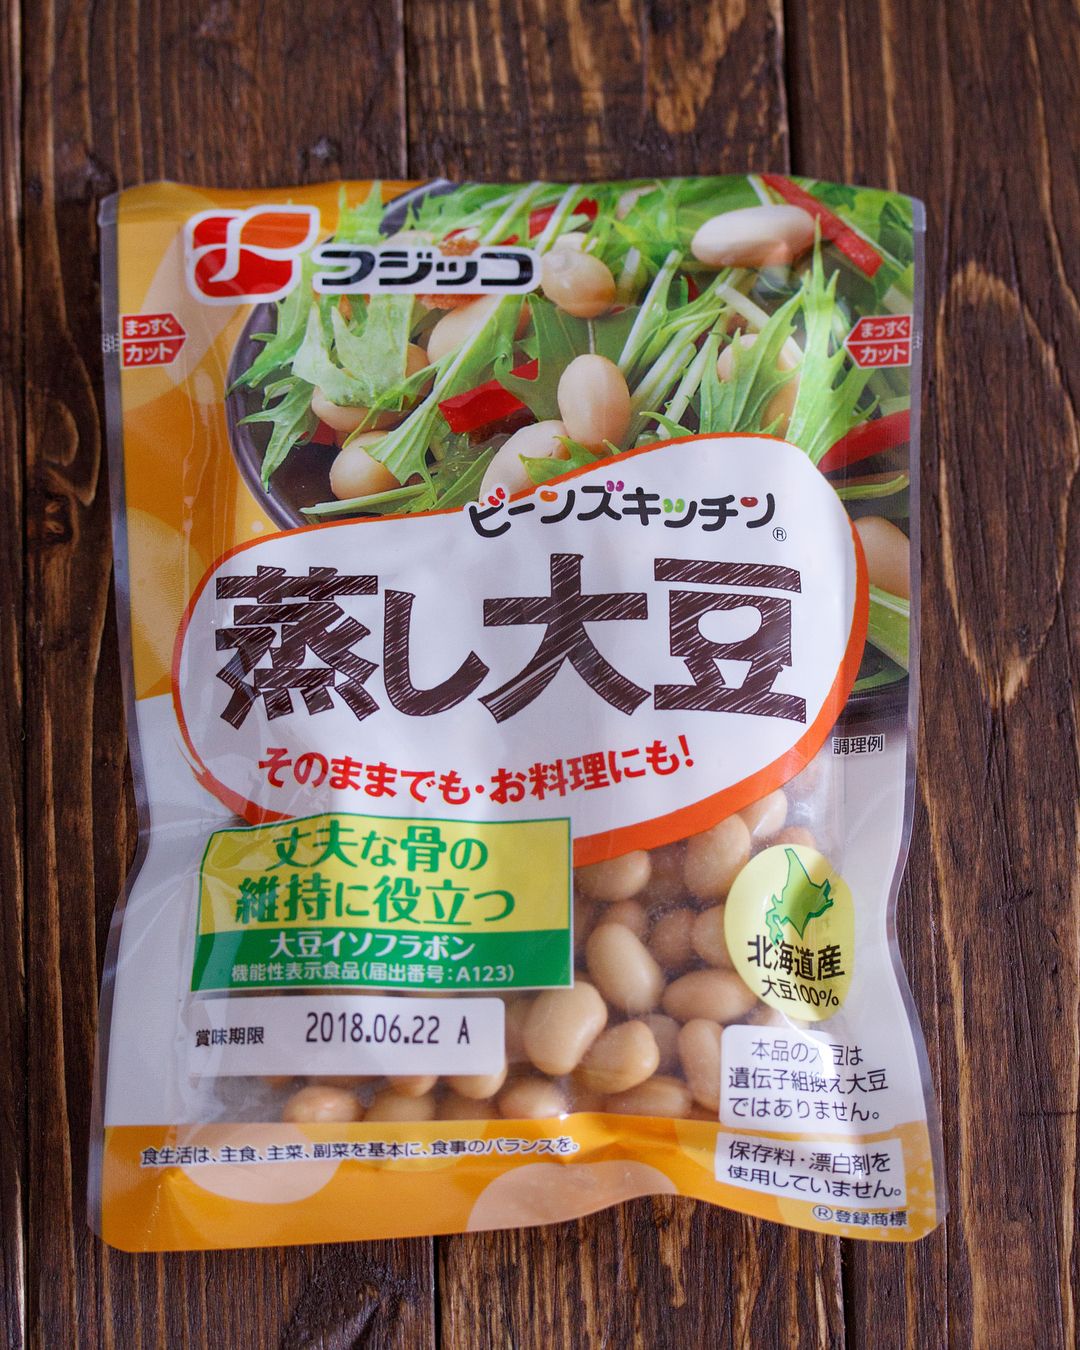 フジッコ
まっすぐ
カット
まっすぐ
カット
ビーンズキッチン®
蒸し大豆
そのままでも・お料理にも!
調理例
丈夫な骨の
維持に役立つ
大豆イソフラボン
機能性表示食品(届出番号:A123)
北海道産
大豆100%
賞味期限 2018.06.22 A
本品の大豆は
遺伝子組換え大豆
ではありません。
食生活は、主食、主菜、副菜を基本に、食事のバランスを。
保存料・漂白剤を
使用していません。
®登録商標